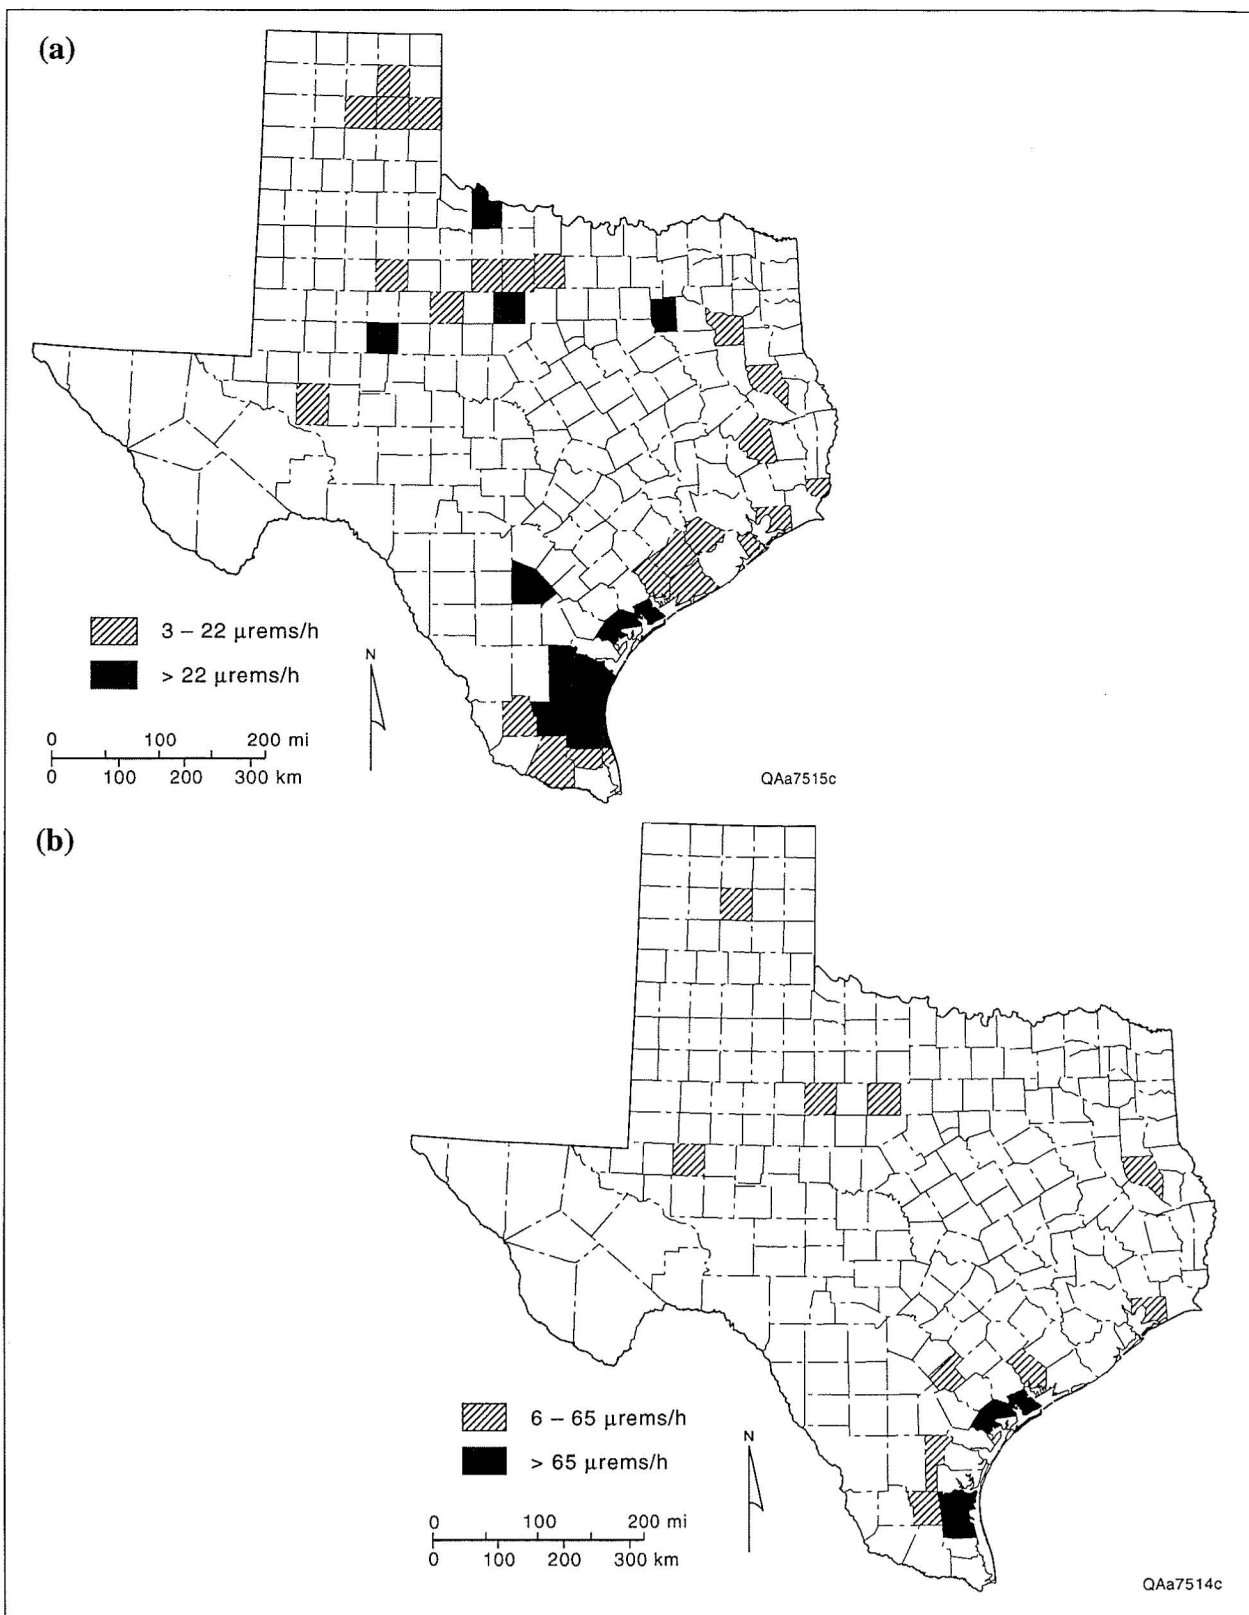 (a)
3 – 22 µrems/h
> 22 µrems/h
N
0 100 200 mi
0 100 200 300 km
QAa7515c
(b)
6 – 65 µrems/h
> 65 µrems/h
N
0 100 200 mi
0 100 200 300 km
QAa7514c